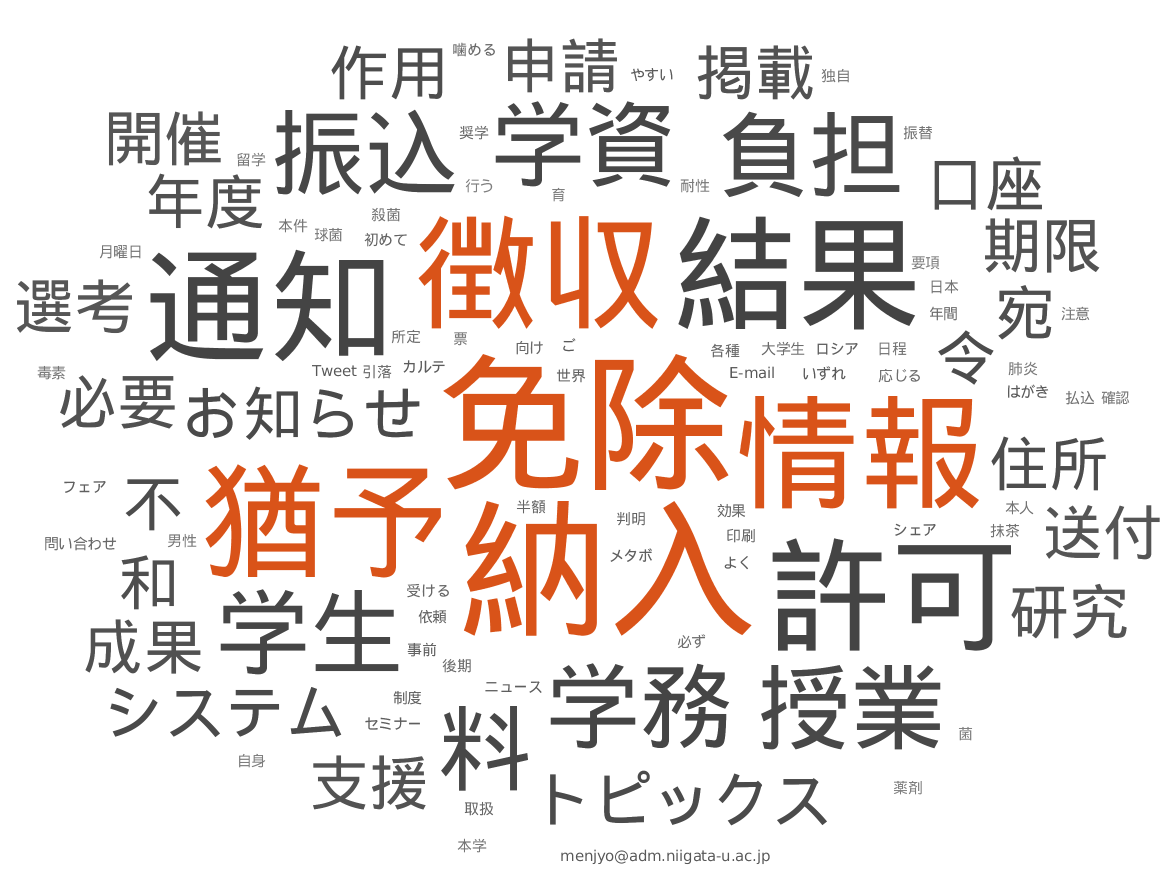 作用
噛める
申請
やすい
掲載
独自
開催
留学
振込
奨学
学資
負担
振替
年度
本件
球菌
殺菌
初めて
行う
育
耐性
口座
月曜日
通知
徴収
結果
要項
期限
選考
所定
票
向け
ご
日本
年間
宛
注意
毒素
必要
お知らせ
Tweet
引落
カルテ
世界
各種
大学生
ロシア
日程
E-mail
いずれ
応じる
令
肺炎
はがき
払込
確認
免除
情報
住所
フェア
不
猶予
半額
判明
効果
印刷
シェア
本人
抹茶
送付
問い合わせ
男性
納入
メタボ
よく
許可
和
学生
受ける
依頼
事前
後期
必ず
研究
成果
システム
制度
セミナー
ニュース
学務
授業
菌
自身
支援
料
取扱
トピックス
薬剤
本学
menjyo@adm.niigata-u.ac.jp